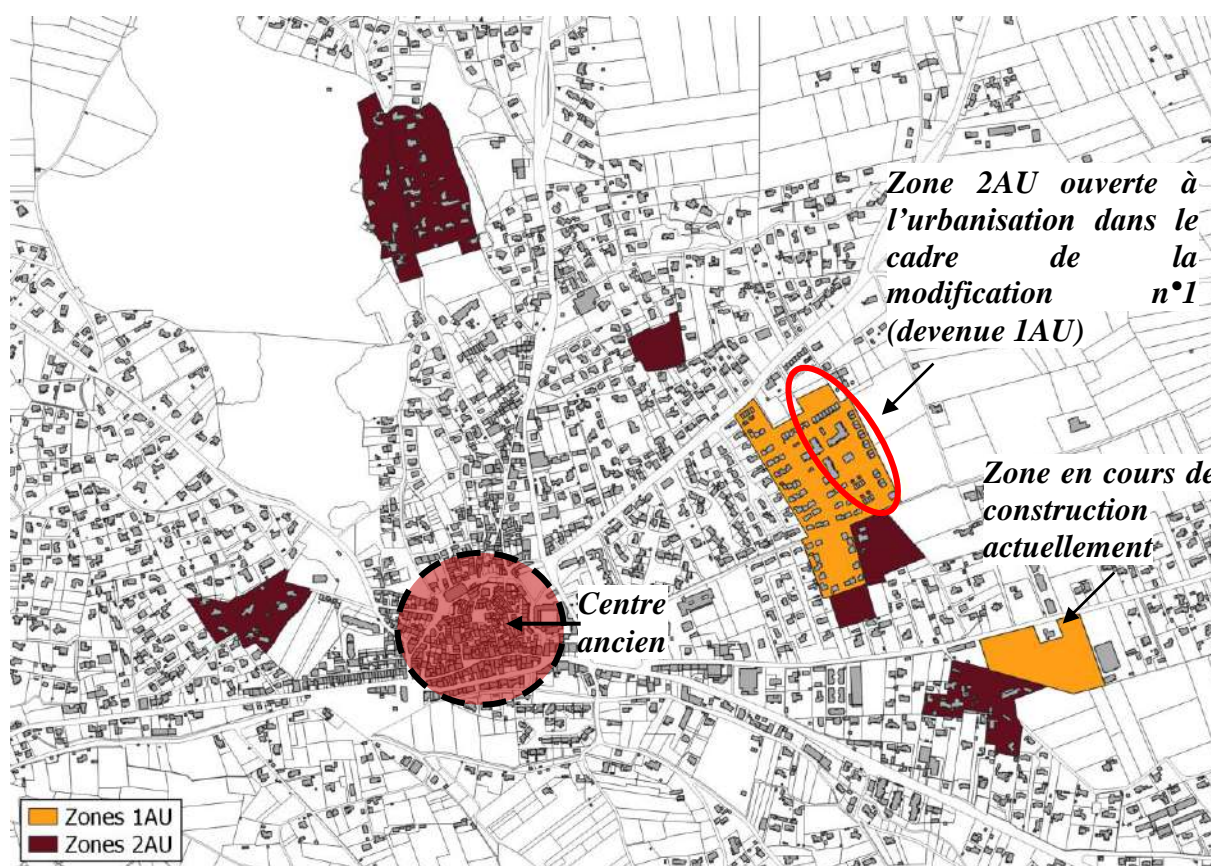 Zone 2AU ouverte à
l’urbanisation dans le
cadre de la
modification n°1
(devenue 1AU)
Zone en cours de
construction
actuellement
Centre
ancien
Zones 1AU
Zones 2AU